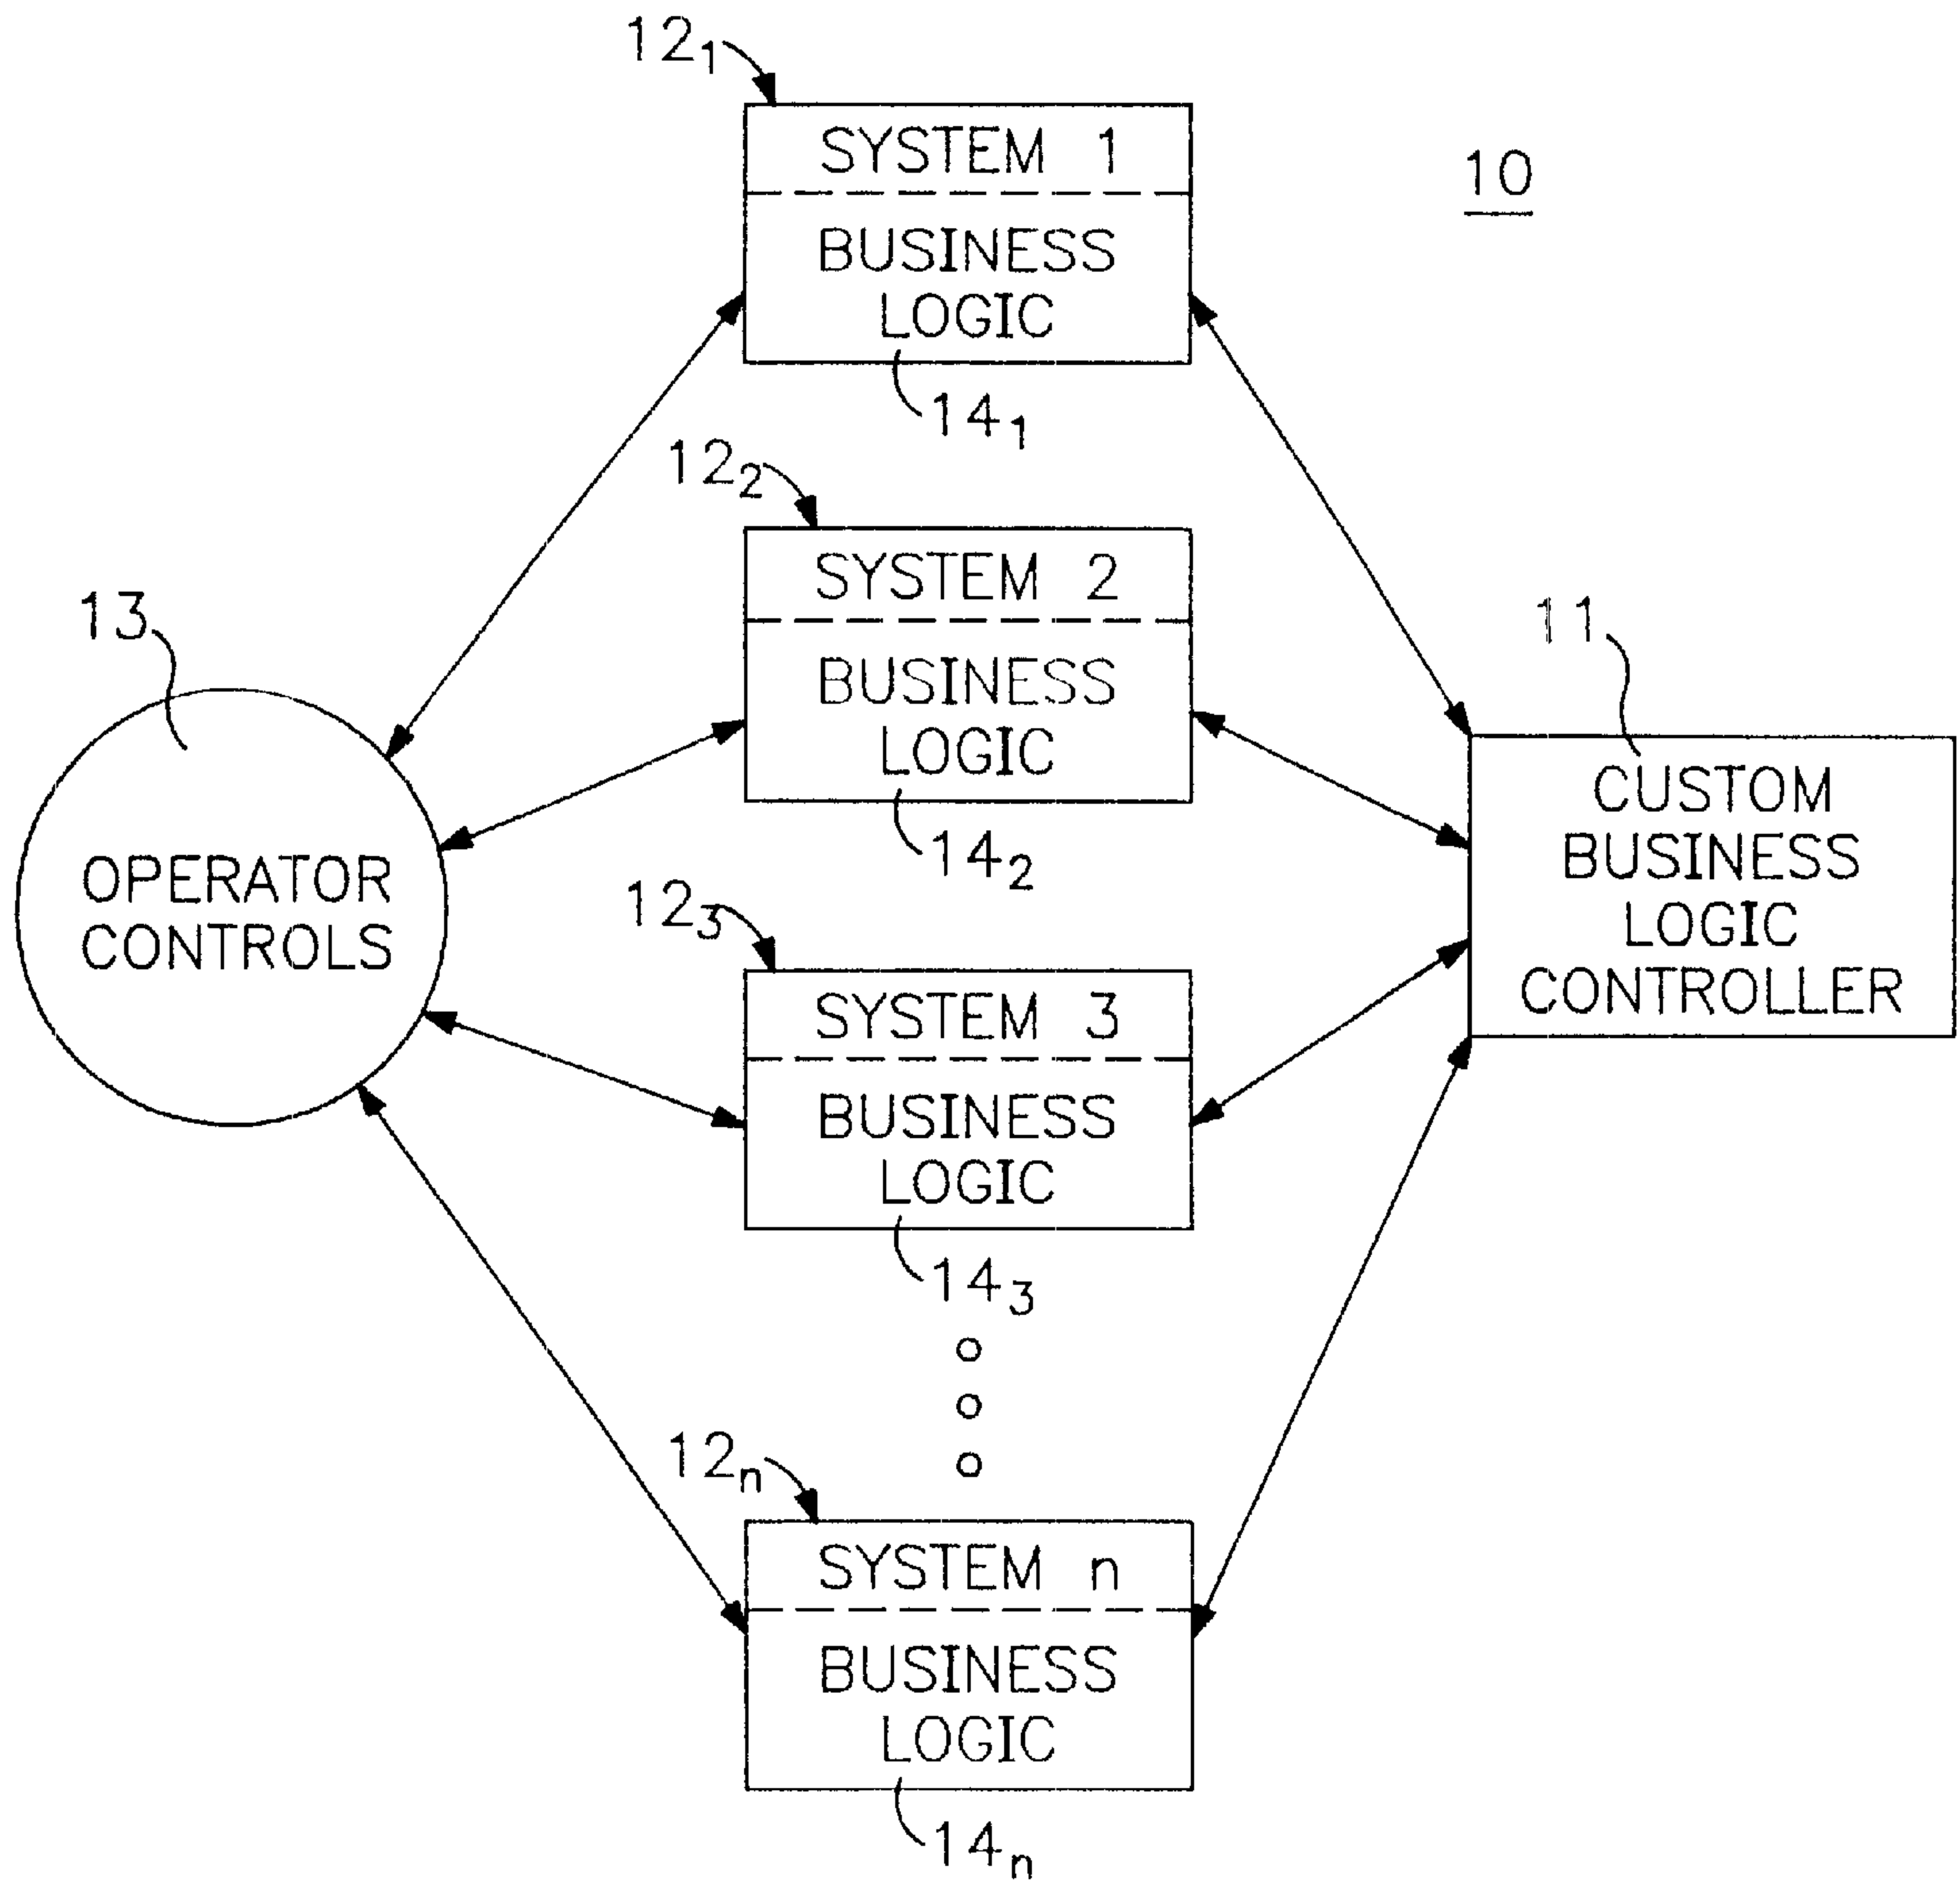 12₁
SYSTEM 1
BUSINESS
LOGIC
14₁
10
12₂
SYSTEM 2
BUSINESS
LOGIC
14₂
13
OPERATOR
CONTROLS
11
CUSTOM
BUSINESS
LOGIC
CONTROLLER
12₃
SYSTEM 3
BUSINESS
LOGIC
14₃
12ₙ
SYSTEM n
BUSINESS
LOGIC
14ₙ